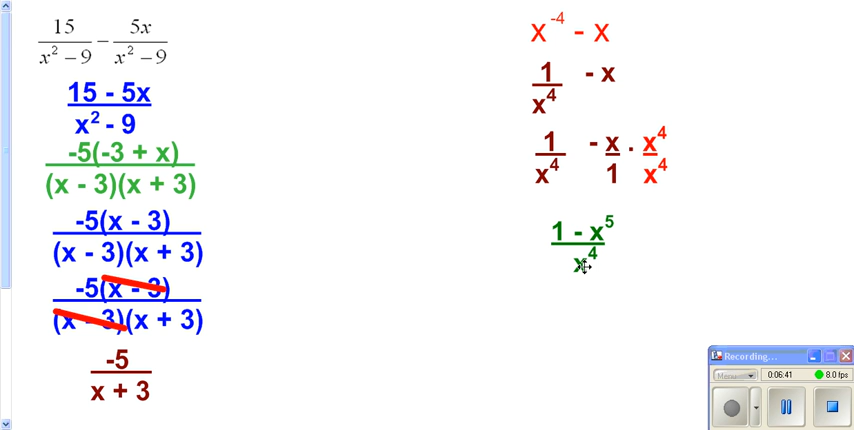 15 / x² – 9 – 5x / x² – 9
15 - 5x / x² - 9
-5(-3 + x) / (x - 3)(x + 3)
-5(x - 3) / (x - 3)(x + 3)
-5(x - 3) / (x - 3)(x + 3)
-5 / x + 3
x⁻⁴ - x
1 / x⁴ - x
1 / x⁴ - x / 1 . x⁴ / x⁴
1 - x⁵ / x⁴
Recording...
Menu
0:06:41
8.0 fps